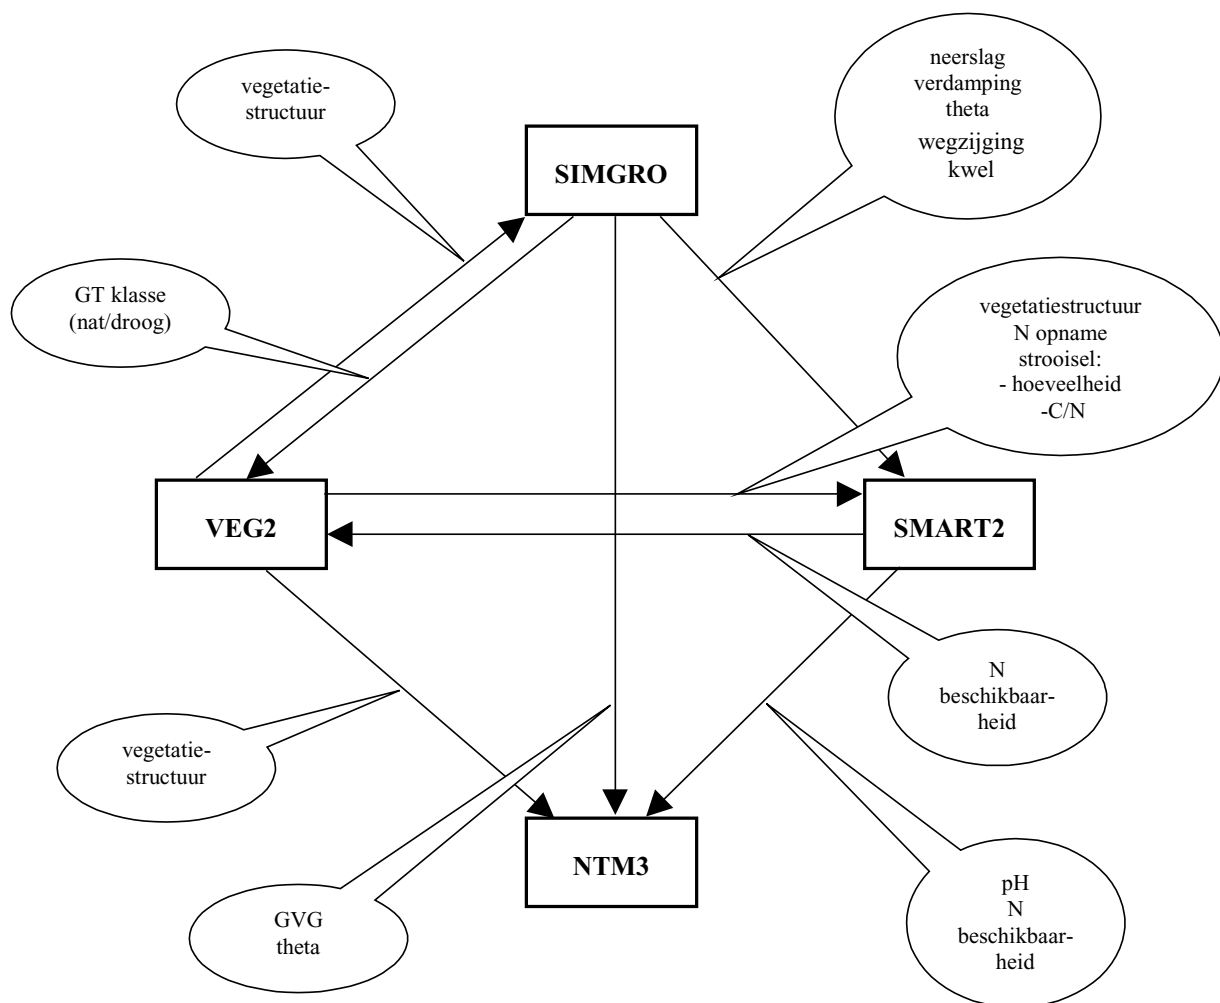 vegetatie-
structuur
neerslag
verdamping
theta
wegzijging
kwel
SIMGRO
GT klasse
(nat/droog)
vegetatiestructuur
N opname
strooisel:
- hoeveelheid
-C/N
VEG2
SMART2
N
beschikbaar-
heid
vegetatie-
structuur
NTM3
GVG
theta
pH
N
beschikbaar-
heid